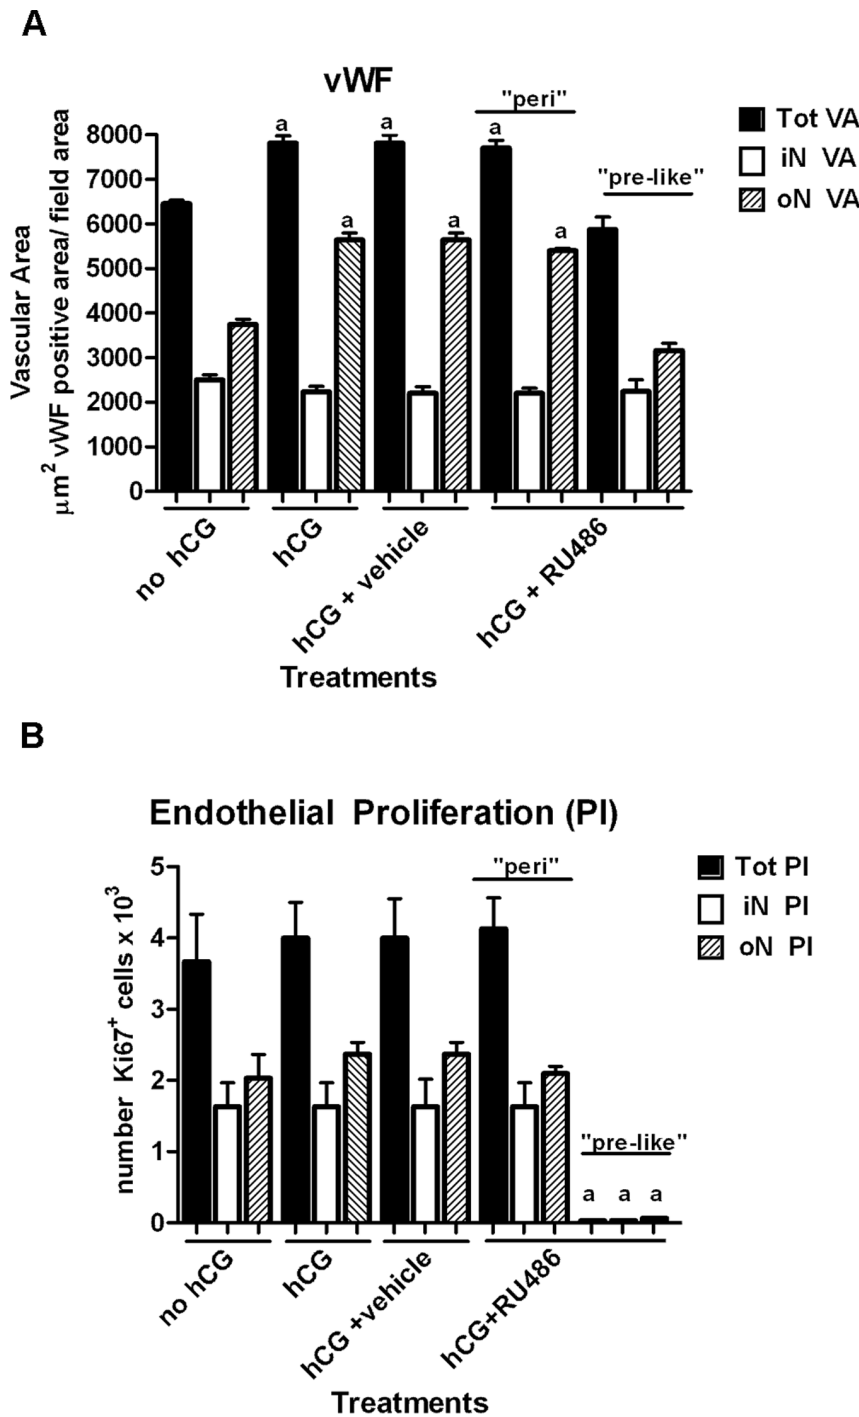 A
vWF
"peri"
"pre-like"
Tot VA
iN VA
oN VA
Vascular Area
µm² vWF positive area/ field area
8000
7000
6000
5000
4000
3000
2000
1000
0
a
a
a
a
a
a
no hCG
hCG
hCG + vehicle
hCG + RU486
Treatments
B
Endothelial Proliferation (PI)
"peri"
"pre-like"
Tot PI
iN PI
oN PI
number Ki67⁺ cells x 10³
5
4
3
2
1
0
a a a
no hCG
hCG
hCG +vehicle
hCG+RU486
Treatments